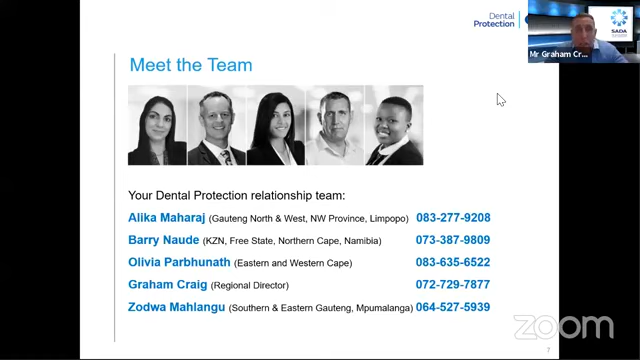 Dental
Protection
SADA
Mr Graham Cr...
Meet the Team
Your Dental Protection relationship team:
Alika Maharaj (Gauteng North & West, NW Province, Limpopo) 083-277-9208
Barry Naude (KZN, Free State, Northern Cape, Namibia) 073-387-9809
Olivia Parbhunath (Eastern and Western Cape) 083-635-6522
Graham Craig (Regional Director) 072-729-7877
Zodwa Mahlangu (Southern & Eastern Gauteng, Mpumalanga) 064-527-5939
zoom
7